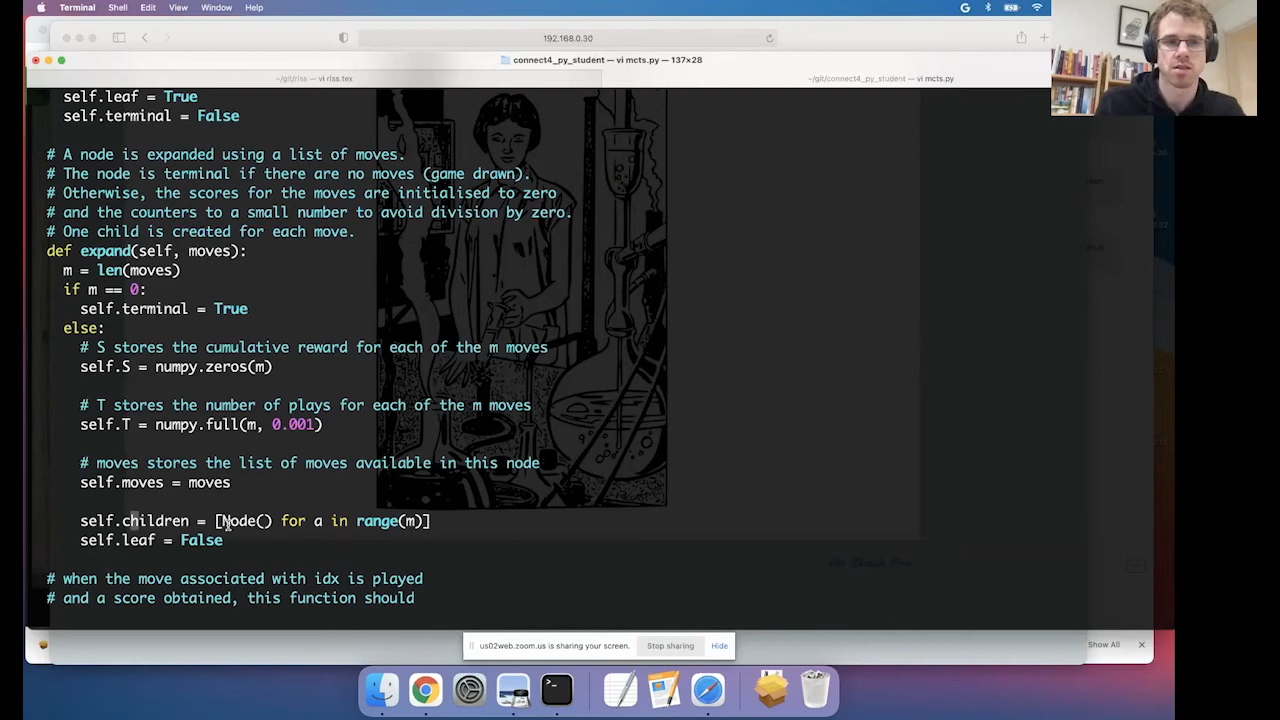 Terminal Shell Edit View Window Help
192.168.0.30
connect4_py_student — vi mcts.py — 137×28
~/git/rlss — vi rlss.tex
~/git/connect4_py_student — vi mcts.py
self.leaf = True
self.terminal = False
# A node is expanded using a list of moves.
# The node is terminal if there are no moves (game drawn).
# Otherwise, the scores for the moves are initialised to zero
# and the counters to a small number to avoid division by zero.
# One child is created for each move.
def expand(self, moves):
m = len(moves)
if m == 0:
self.terminal = True
else:
# S stores the cumulative reward for each of the m moves
self.S = numpy.zeros(m)
# T stores the number of plays for each of the m moves
self.T = numpy.full(m, 0.001)
# moves stores the list of moves available in this node
self.moves = moves
self.children = [Node() for a in range(m)]
self.leaf = False
# when the move associated with idx is played
# and a score obtained, this function should
us02web.zoom.us is sharing your screen. Stop sharing Hide
Show All